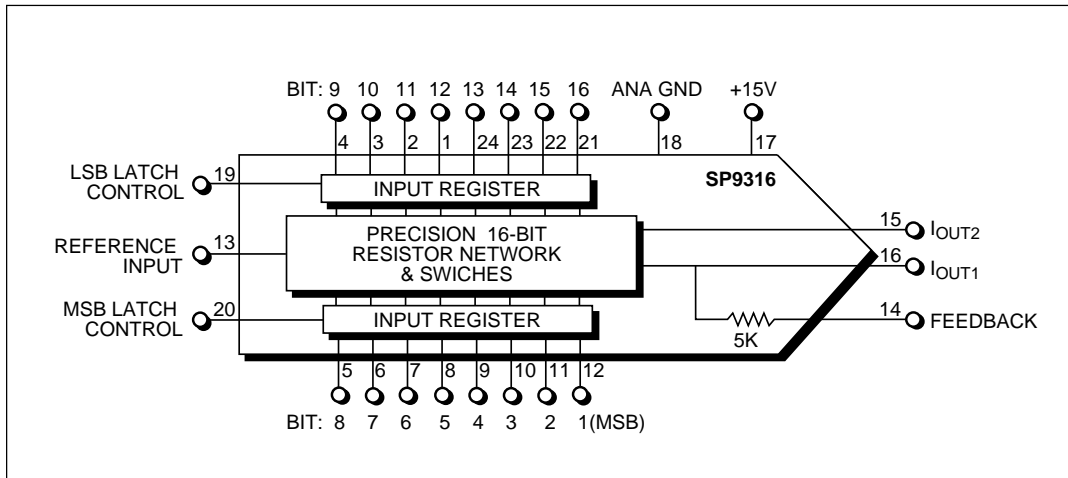 BIT: 9 10 11 12 13 14 15 16 ANA GND +15V
4 3 2 1 24 23 22 21 18 17
SP9316
LSB LATCH
CONTROL
19
INPUT REGISTER
REFERENCE
INPUT
13
PRECISION 16-BIT
RESISTOR NETWORK
& SWICHES
15 IOUT2
16 IOUT1
MSB LATCH
CONTROL
20
INPUT REGISTER
5K
14 FEEDBACK
5 6 7 8 9 10 11 12
BIT: 8 7 6 5 4 3 2 1(MSB)